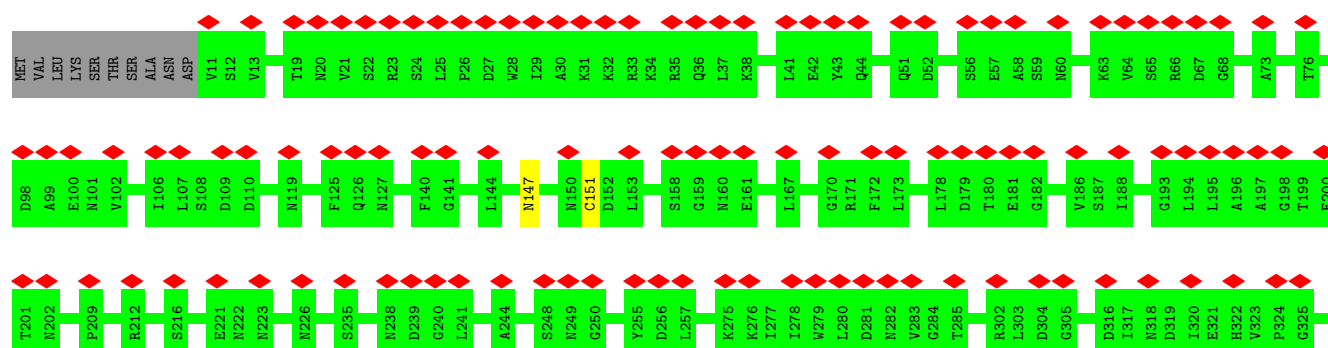 MET VAL LEU LYS SER THR SER ALA ASN ASP V11 S12 V13 T19 N20 V21 S22 R23 S24 L25 P26 D27 W28 I29 A30 K31 K32 R33 K34 R35 Q36 L37 K38 L41 E42 Y43 Q44 Q51 D52 S56 E57 A58 S59 N60 K63 V64 S65 R66 D67 G68 A73 T76
D98 A99 E100 N101 V102 I106 L107 S108 D109 D110 N119 F125 Q126 N127 F140 G141 L144 N147 N150 C151 D152 L153 S158 G159 N160 E161 L167 G170 R171 F172 L173 L178 D179 T180 E181 G182 V186 S187 I188 G193 L194 L195 A196 A197 G198 T199
T201 N202 P209 R212 S216 E221 N222 N223 N226 S235 N238 D239 G240 L241 A244 S248 N249 G250 Y255 D256 L257 K275 K276 I277 I278 W279 L280 D281 N282 V283 G284 T285 R302 L303 D304 G305 D316 I317 N318 D319 I320 E321 H322 V323 P324 G325